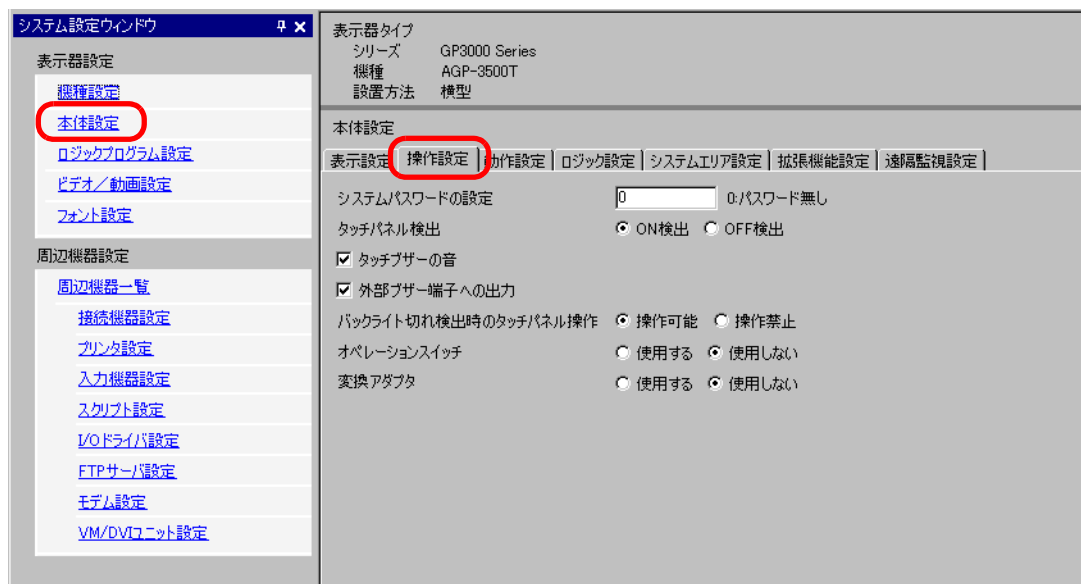 システム設定ウィンドウ
表示器設定
機種設定
本体設定
ロジックプログラム設定
ビデオ／動画設定
フォント設定
周辺機器設定
周辺機器一覧
接続機器設定
プリンタ設定
入力機器設定
スクリプト設定
I/Oドライバ設定
FTPサーバ設定
モデム設定
VM/DVIユニット設定
表示器タイプ
シリーズ GP3000 Series
機種 AGP-3500T
設置方法 横型
本体設定
表示設定 操作設定 動作設定 ロジック設定 システムエリア設定 拡張機能設定 遠隔監視設定
システムパスワードの設定 0 0:パスワード無し
タッチパネル検出 ON検出 OFF検出
タッチブザーの音
外部ブザー端子への出力
バックライト切れ検出時のタッチパネル操作 操作可能 操作禁止
オペレーションスイッチ 使用する 使用しない
変換アダプタ 使用する 使用しない